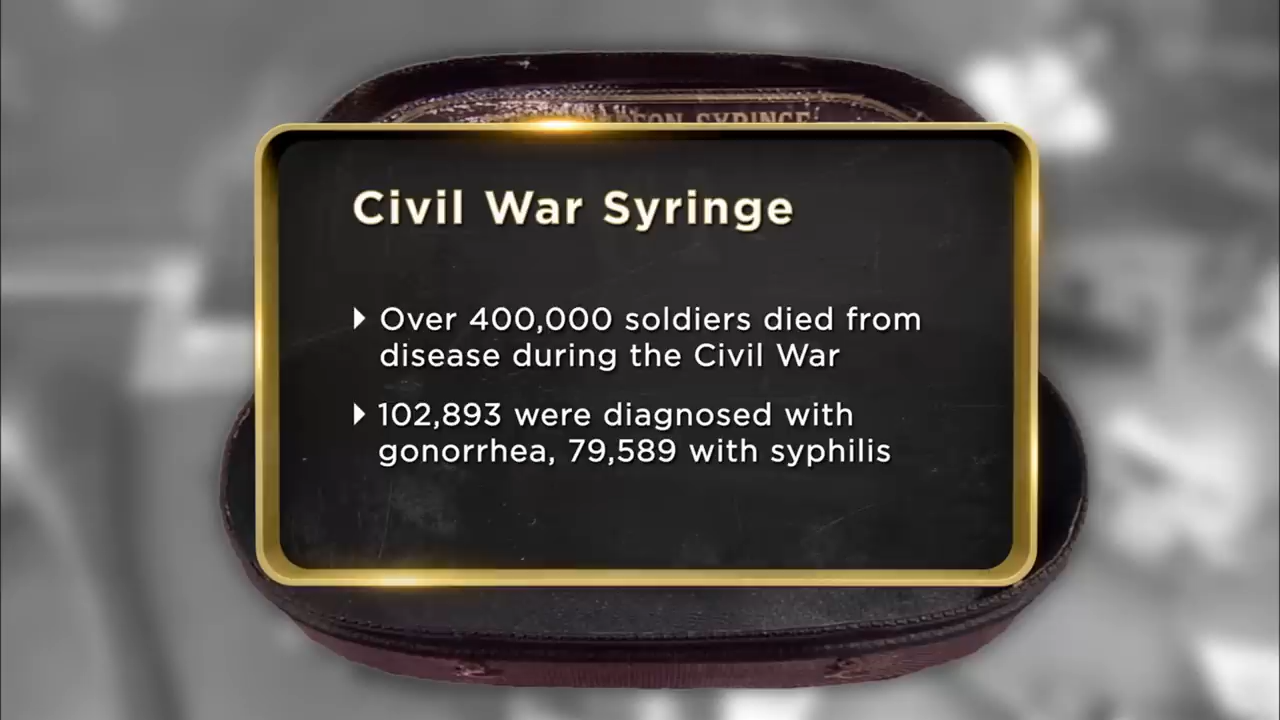 SYRINGE
Civil War Syringe
Over 400,000 soldiers died from
disease during the Civil War
102,893 were diagnosed with
gonorrhea, 79,589 with syphilis